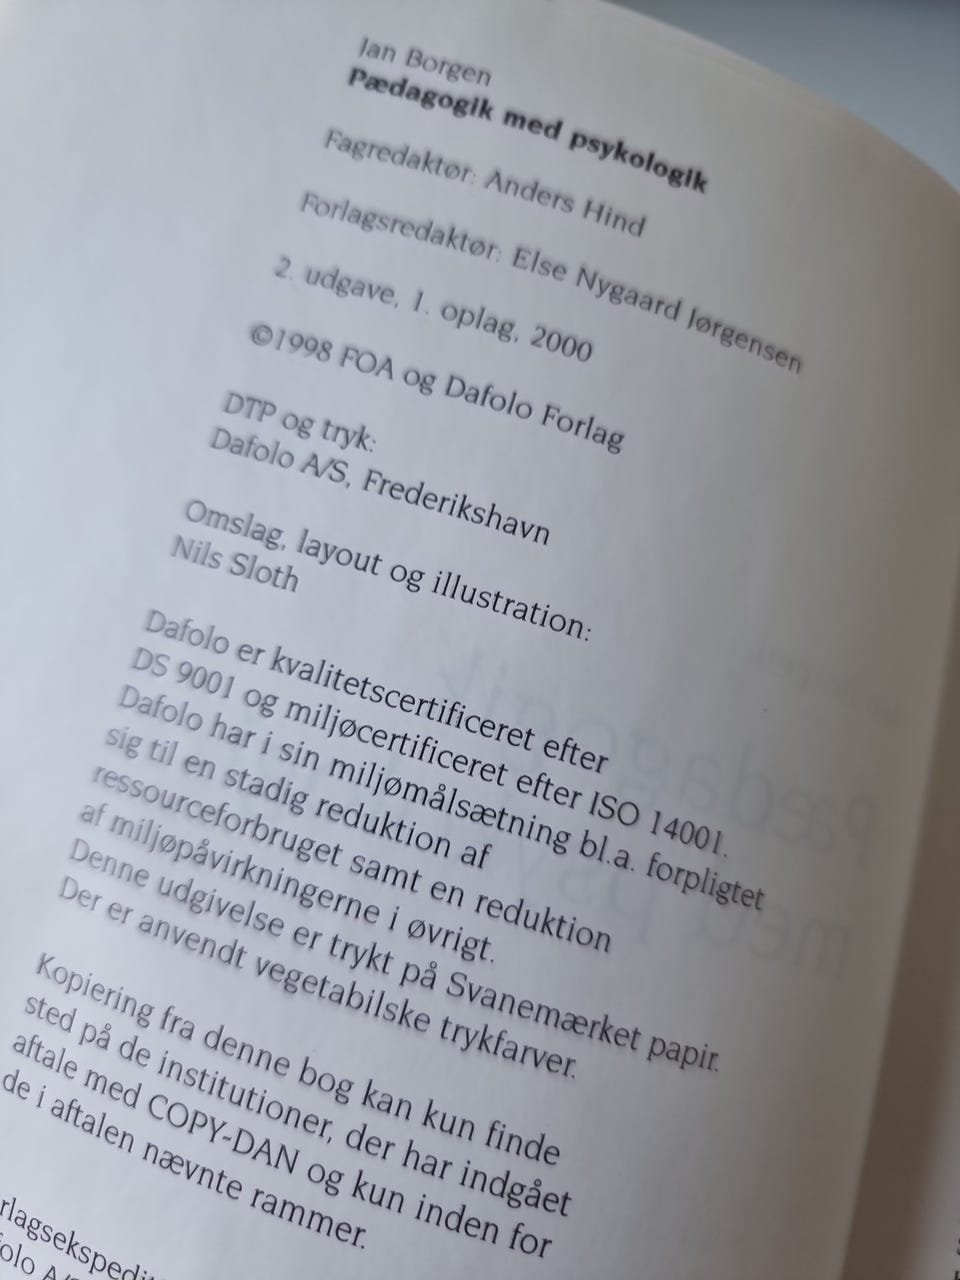 Jan Borgen
Pædagogik med psykologik
Fagredaktør: Anders Hind
Forlagsredaktør: Else Nygaard Jørgensen
2. udgave, 1. oplag, 2000
©1998 FOA og Dafolo Forlag
DTP og tryk:
Dafolo A/S, Frederikshavn
Omslag, layout og illustration:
Nils Sloth
Dafolo er kvalitetscertificeret efter
DS 9001 og miljøcertificeret efter ISO 14001.
Dafolo har i sin miljømålsætning bl.a. forpligtet
sig til en stadig reduktion af
ressourceforbruget samt en reduktion
af miljøpåvirkningerne i øvrigt.
Denne udgivelse er trykt på Svanemærket papir.
Der er anvendt vegetabilske trykfarver.
Kopiering fra denne bog kan kun finde
sted på de institutioner, der har indgået
aftale med COPY-DAN og kun inden for
de i aftalen nævnte rammer.